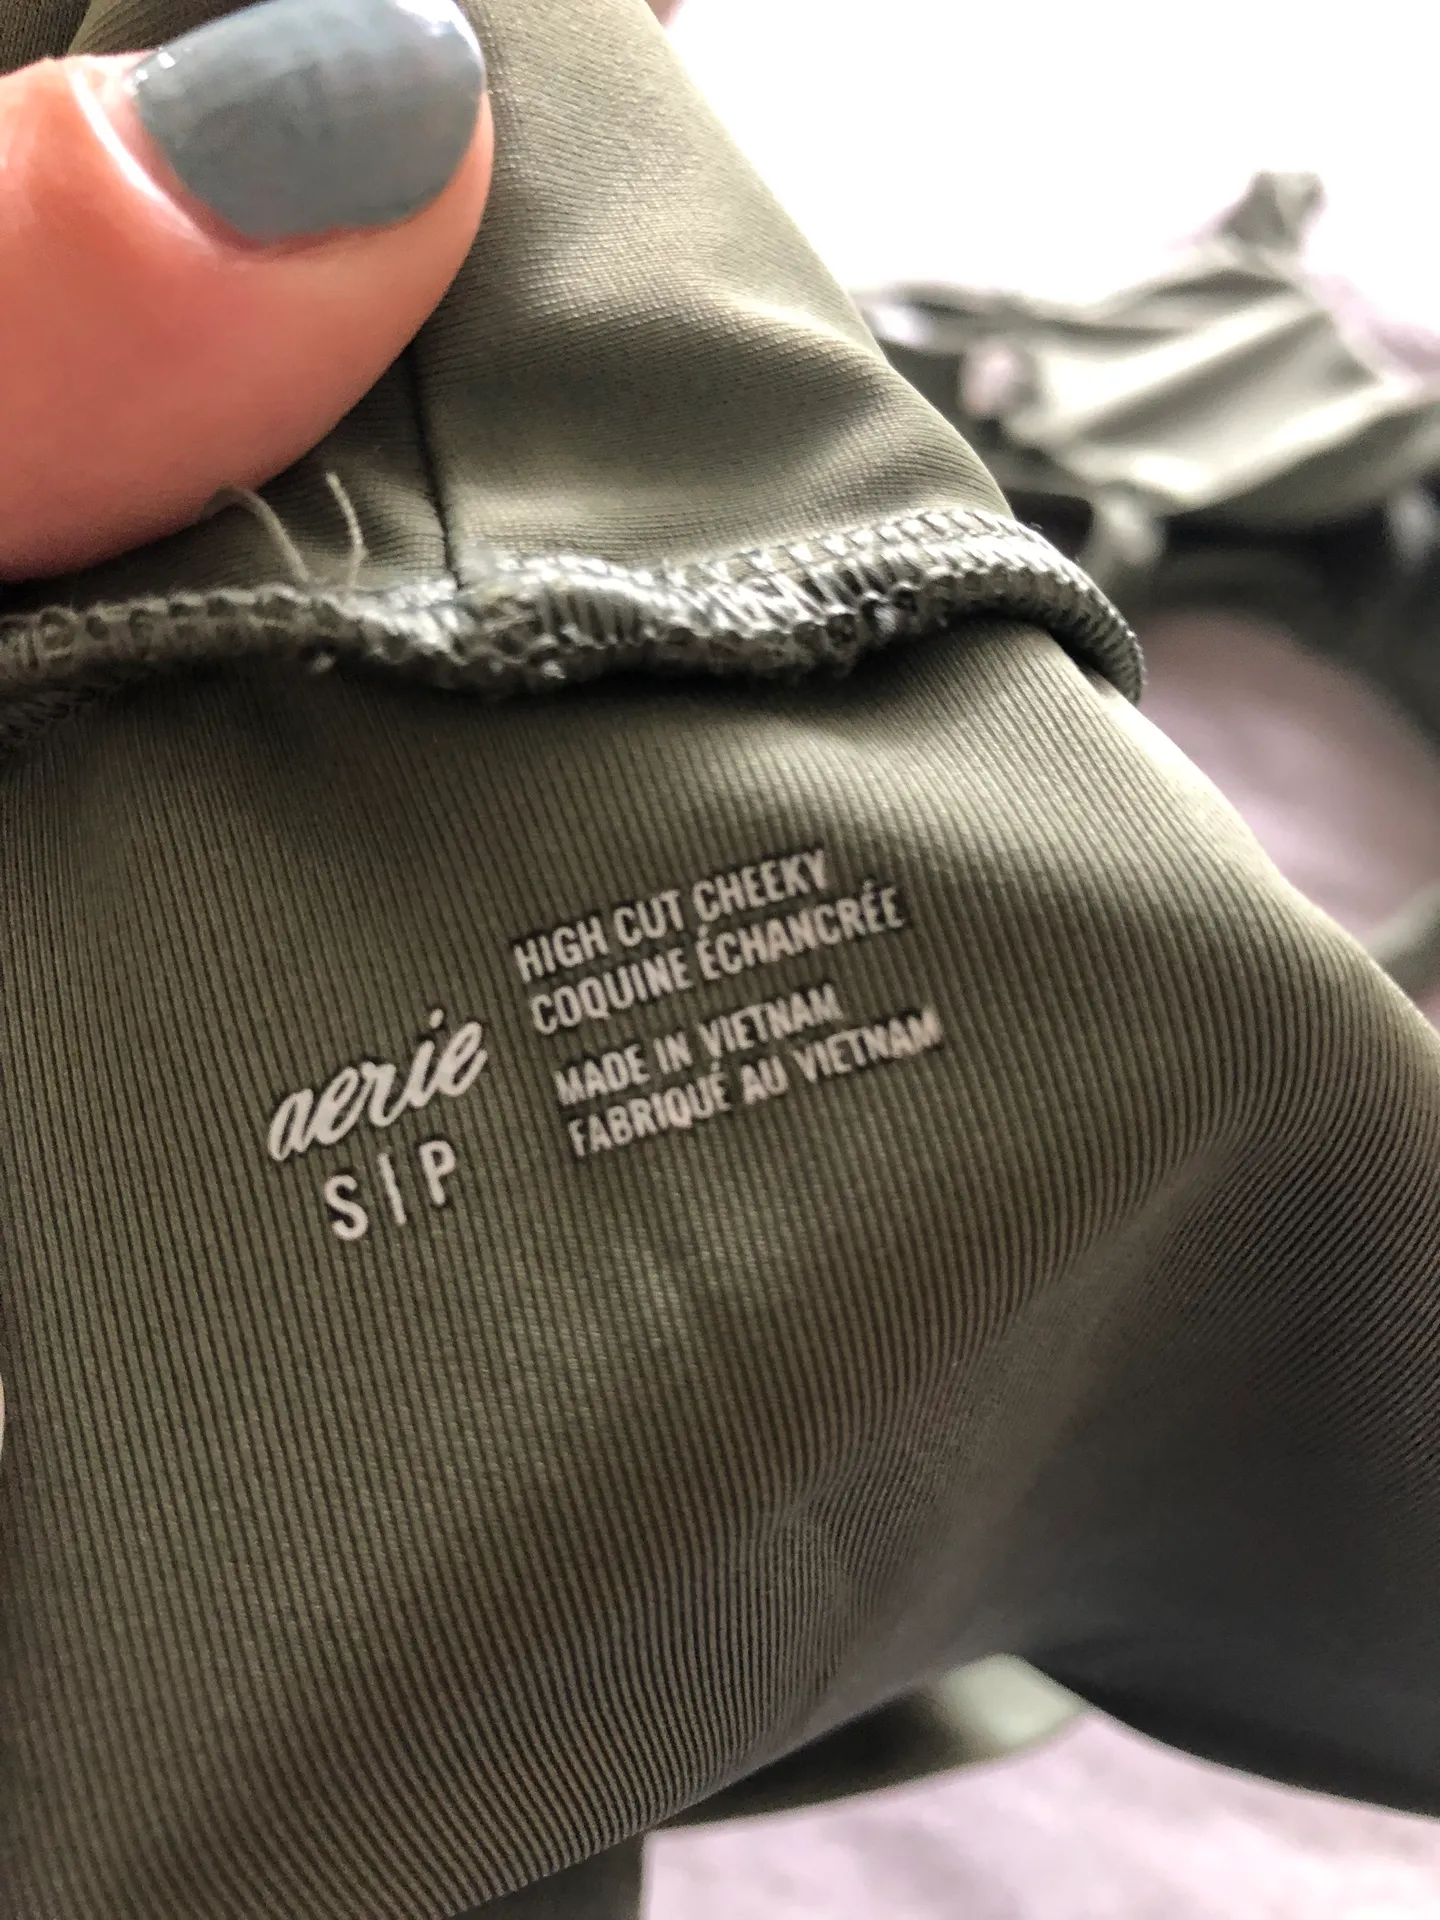 aerie
S|P
HIGH CUT CHEEKY
COQUINE ÉCHANCRÉE
MADE IN VIETNAM
FABRIQUÉ AU VIETNAM